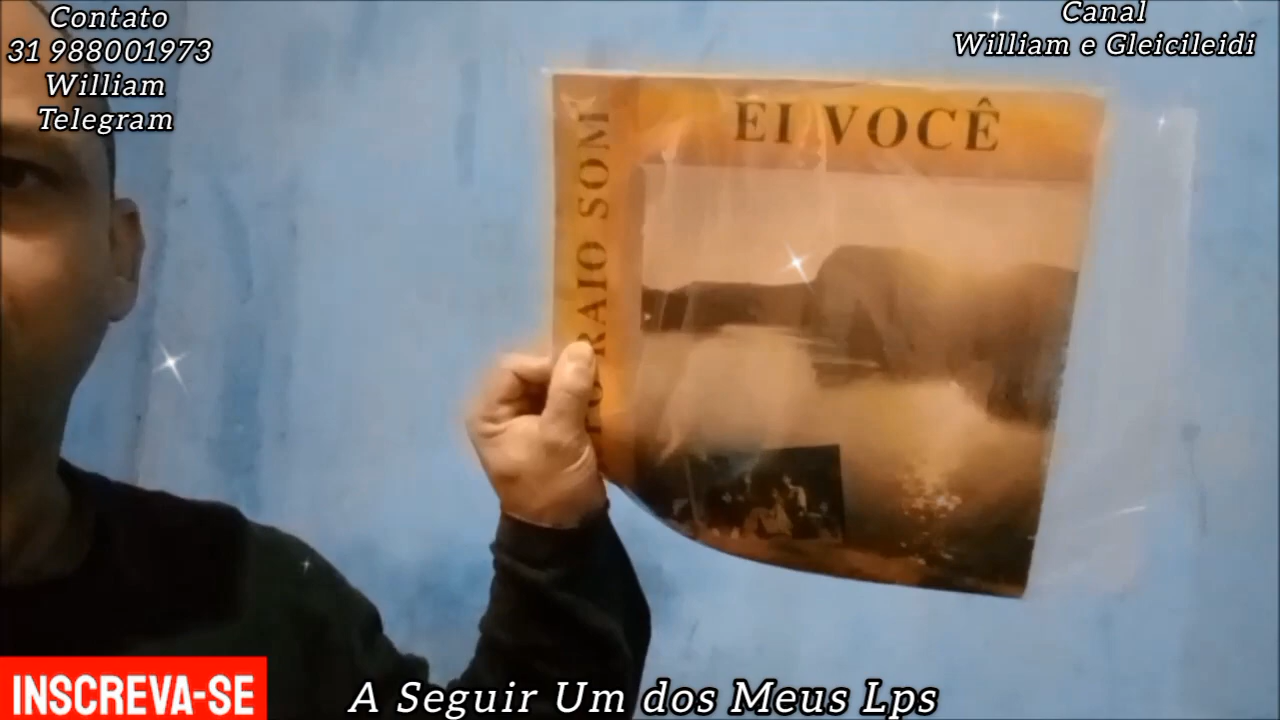 Contato
31 988001973
William
Telegram
Canal
William e Gleicileidi
EI VOCÊ
RAIO SOM
INSCREVA-SE
A Seguir Um dos Meus Lps